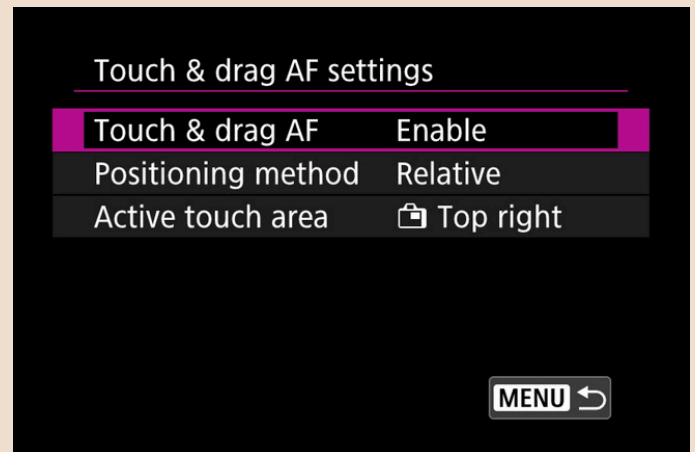 Touch & drag AF settings
Touch & drag AF Enable
Positioning method Relative
Active touch area Top right
MENU